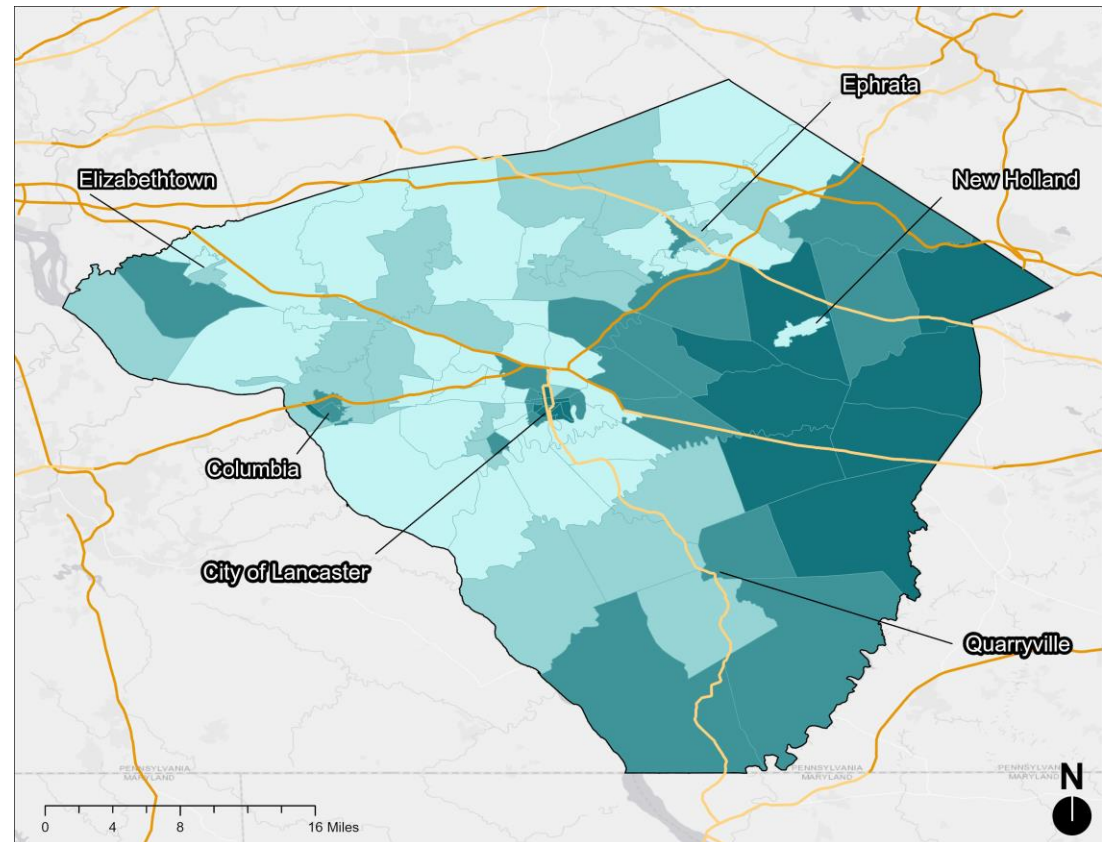 Ephrata
Elizabethtown
New Holland
Columbia
City of Lancaster
Quarryville
PENNSYLVANIA
MARYLAND
PENNSYLVANIA
MARYLAND
PENNSYLVANIA
MARYLAND
N
0 4 8 16 Miles